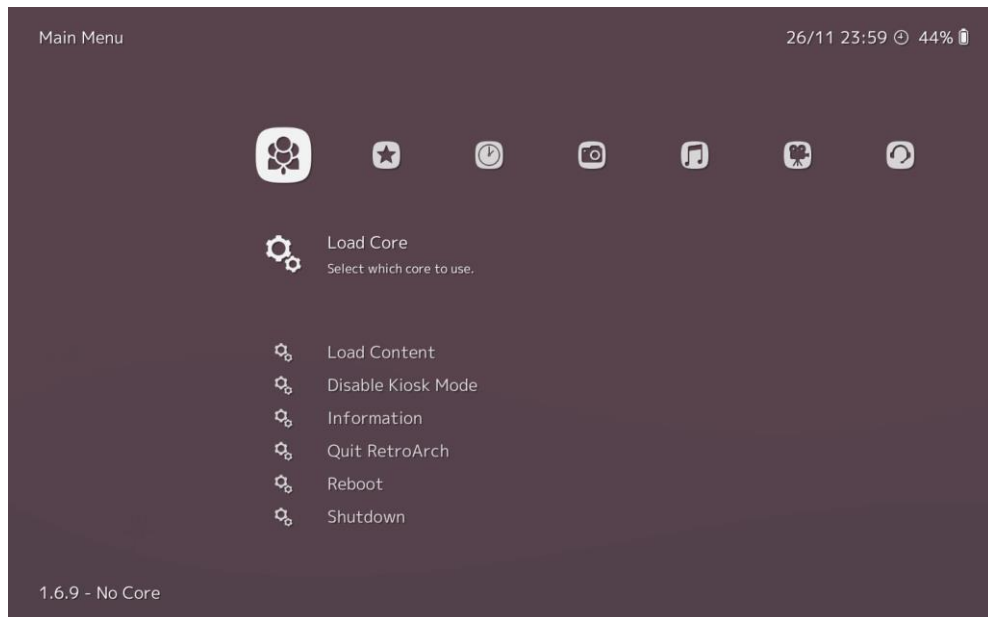 Main Menu
26/11 23:59 44%
Load Core
Select which core to use.
Load Content
Disable Kiosk Mode
Information
Quit RetroArch
Reboot
Shutdown
1.6.9 - No Core